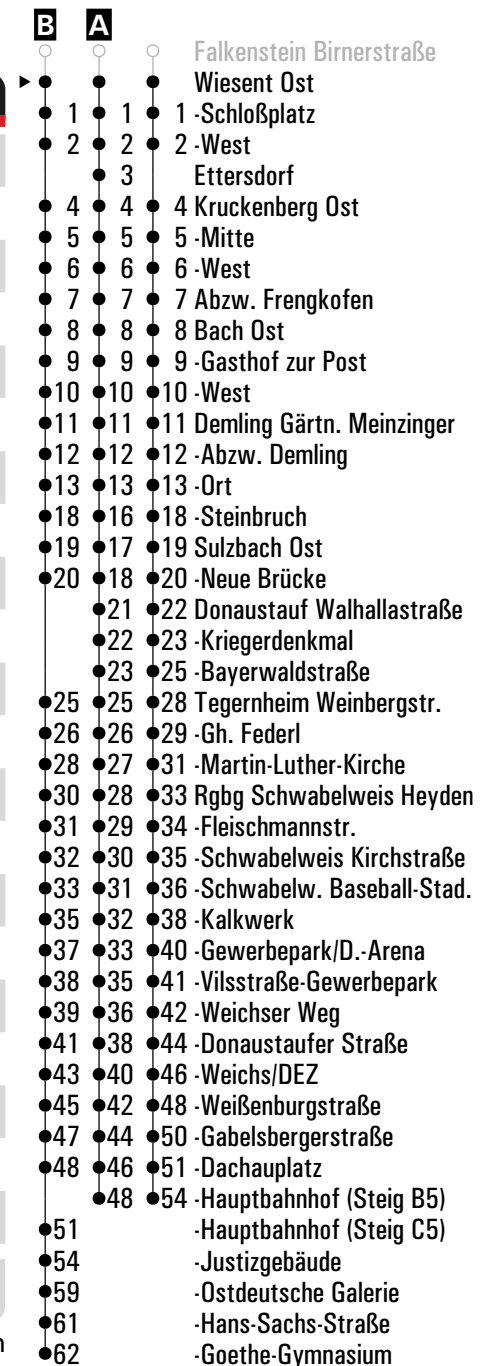 B A
Falkenstein Birnerstraße
Wiesent Ost
1 1 1 -Schloßplatz
2 2 2 -West
3 Ettersdorf
4 4 4 Kruckenberg Ost
5 5 5 -Mitte
6 6 6 -West
7 7 7 Abzw. Frengkofen
8 8 8 Bach Ost
9 9 9 -Gasthof zur Post
10 10 10 -West
11 11 11 Demling Gärtn. Meinzinger
12 12 12 -Abzw. Demling
13 13 13 -Ort
18 16 18 -Steinbruch
19 17 19 Sulzbach Ost
20 18 20 -Neue Brücke
21 22 Donaustauf Walhallastraße
22 23 -Kriegerdenkmal
23 25 -Bayerwaldstraße
25 25 28 Tegernheim Weinbergstr.
26 26 29 -Gh. Federl
28 27 31 -Martin-Luther-Kirche
30 28 33 Rgbg Schwabelweis Heyden
31 29 34 -Fleischmannstr.
32 30 35 -Schwabelweis Kirchstraße
33 31 36 -Schwabelw. Baseball-Stad.
35 32 38 -Kalkwerk
37 33 40 -Gewerbepark/D.-Arena
38 35 41 -Vilsstraße-Gewerbepark
39 36 42 -Weichser Weg
41 38 44 -Donaustaufer Straße
43 40 46 -Weichs/DEZ
45 42 48 -Weißenburgstraße
47 44 50 -Gabelsbergerstraße
48 46 51 -Dachauplatz
48 54 -Hauptbahnhof (Steig B5)
51 -Hauptbahnhof (Steig C5)
54 -Justizgebäude
59 -Ostdeutsche Galerie
61 -Hans-Sachs-Straße
62 -Goethe-Gymnasium